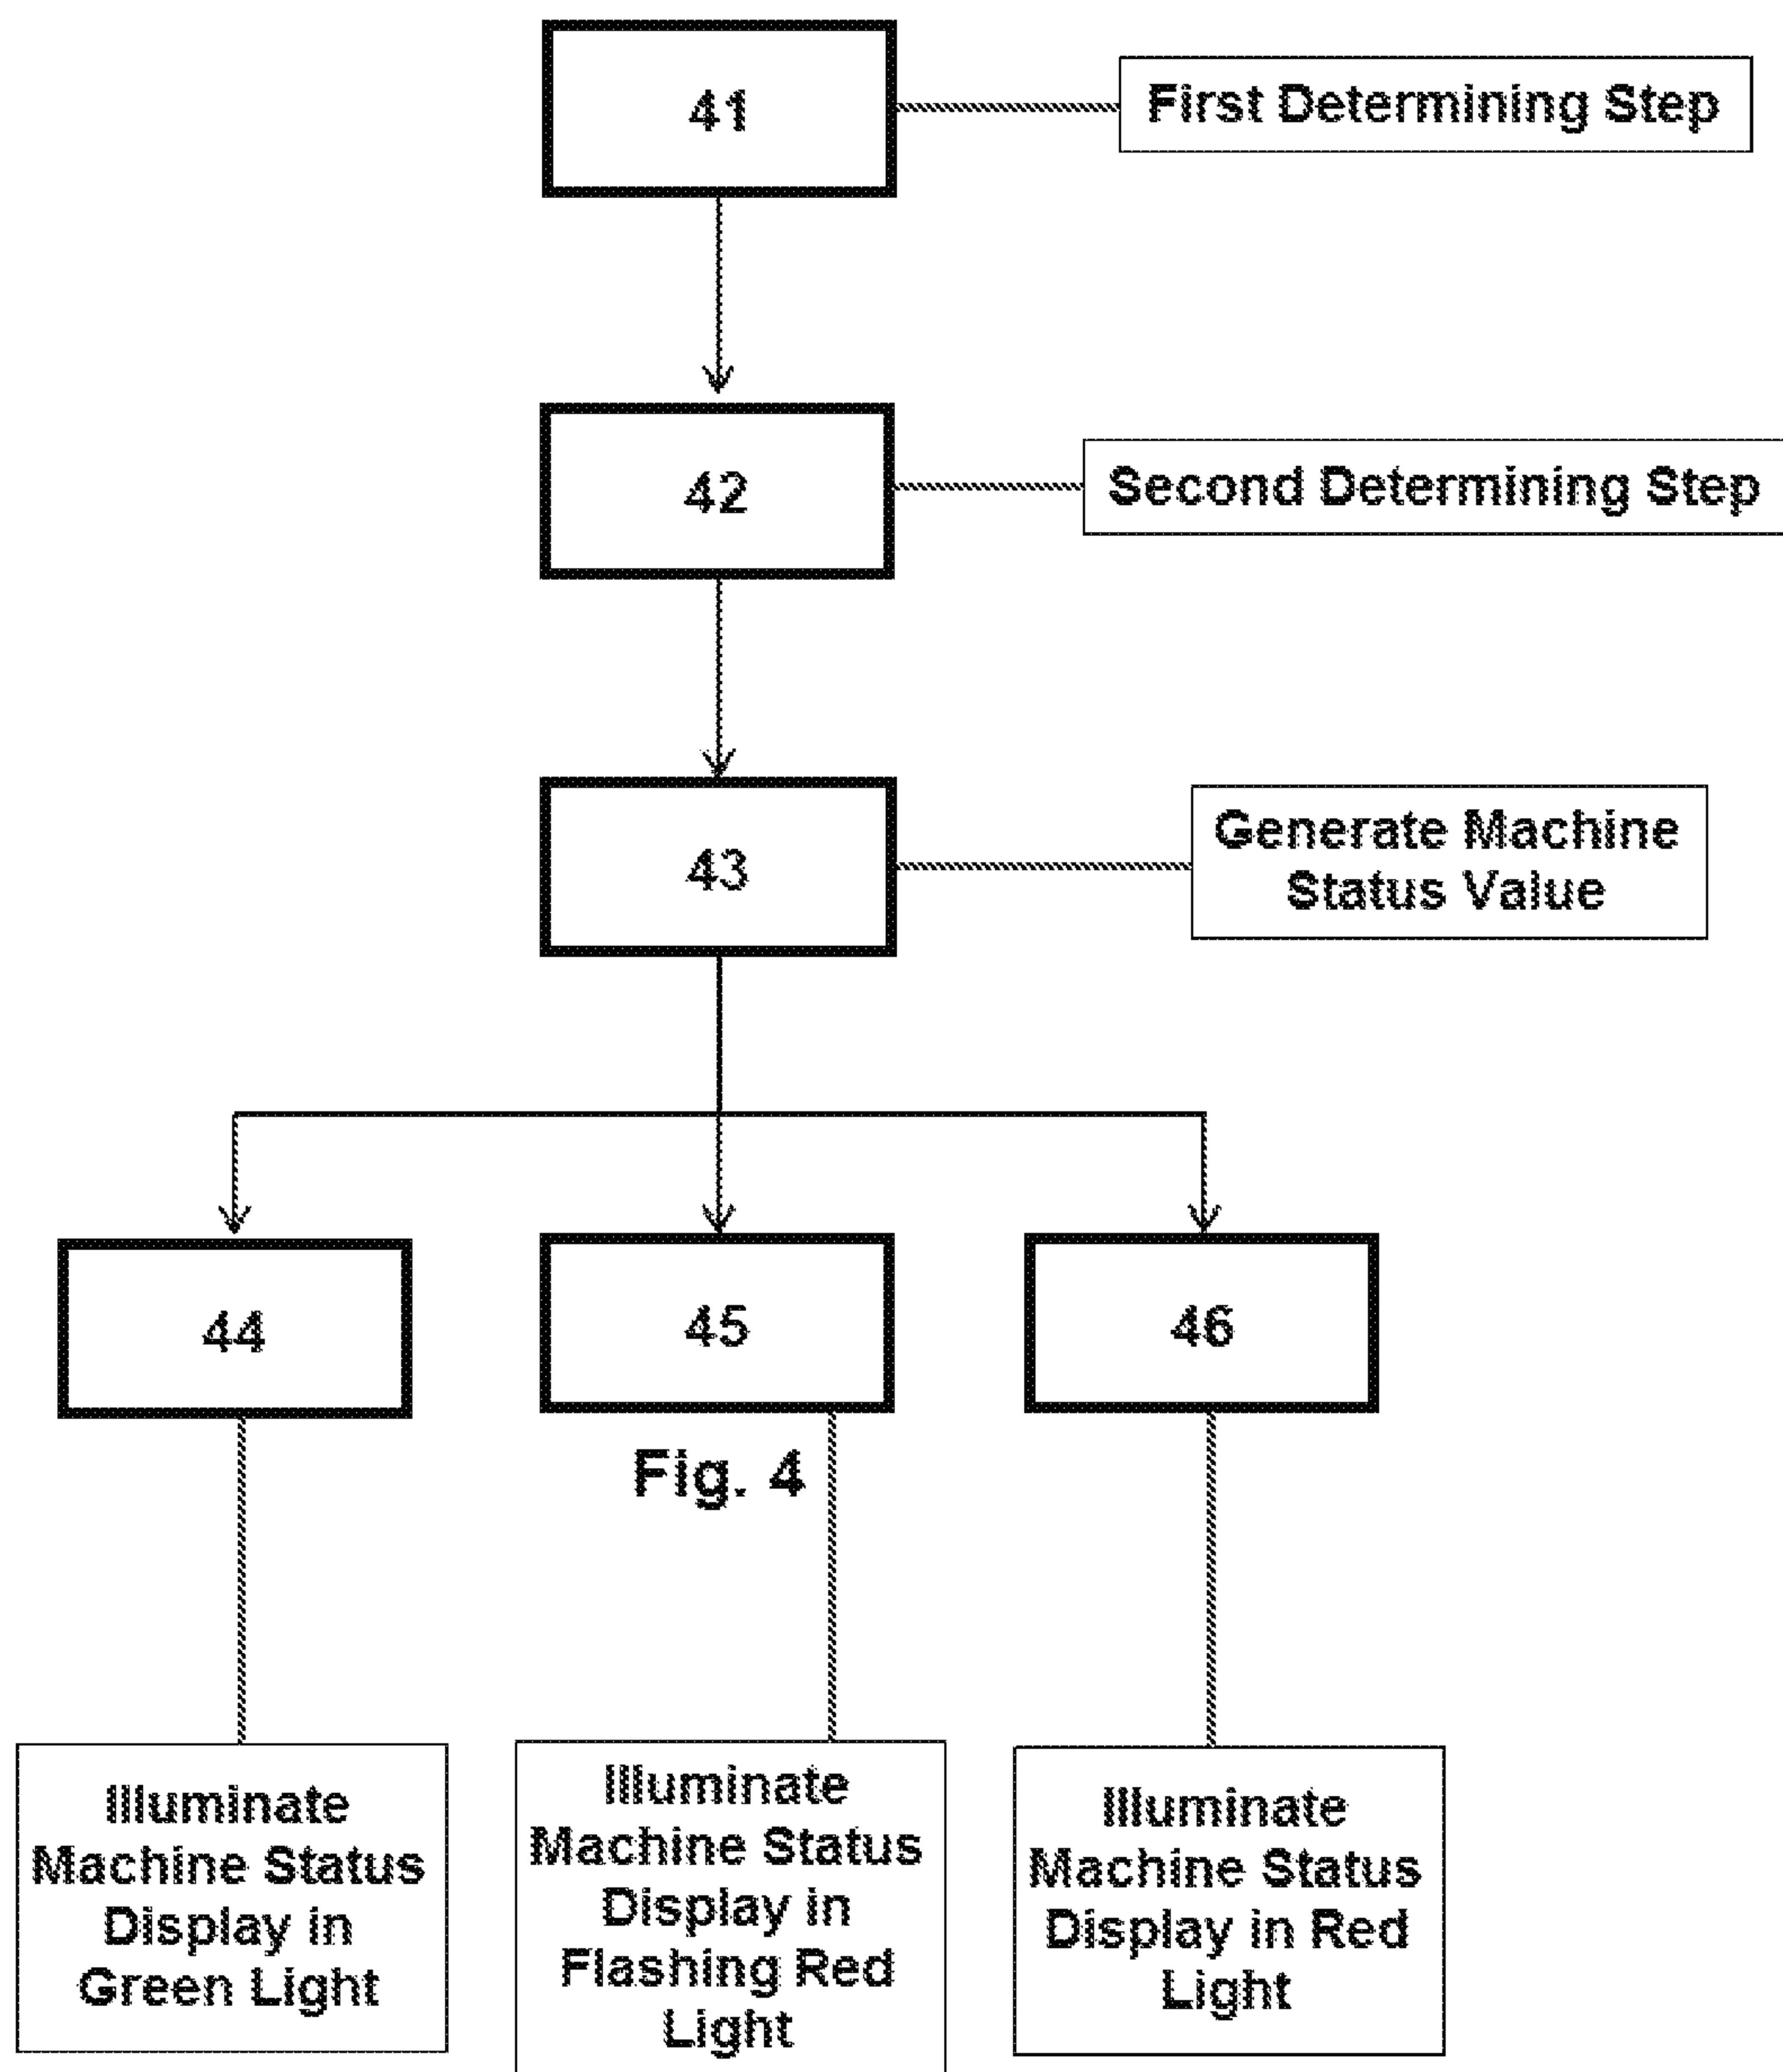 41
First Determining Step
42
Second Determining Step
43
Generate Machine
Status Value
44
45
46
Fig. 4
Illuminate
Machine Status
Display in
Green Light
Illuminate
Machine Status
Display in
Flashing Red
Light
Illuminate
Machine Status
Display in Red
Light